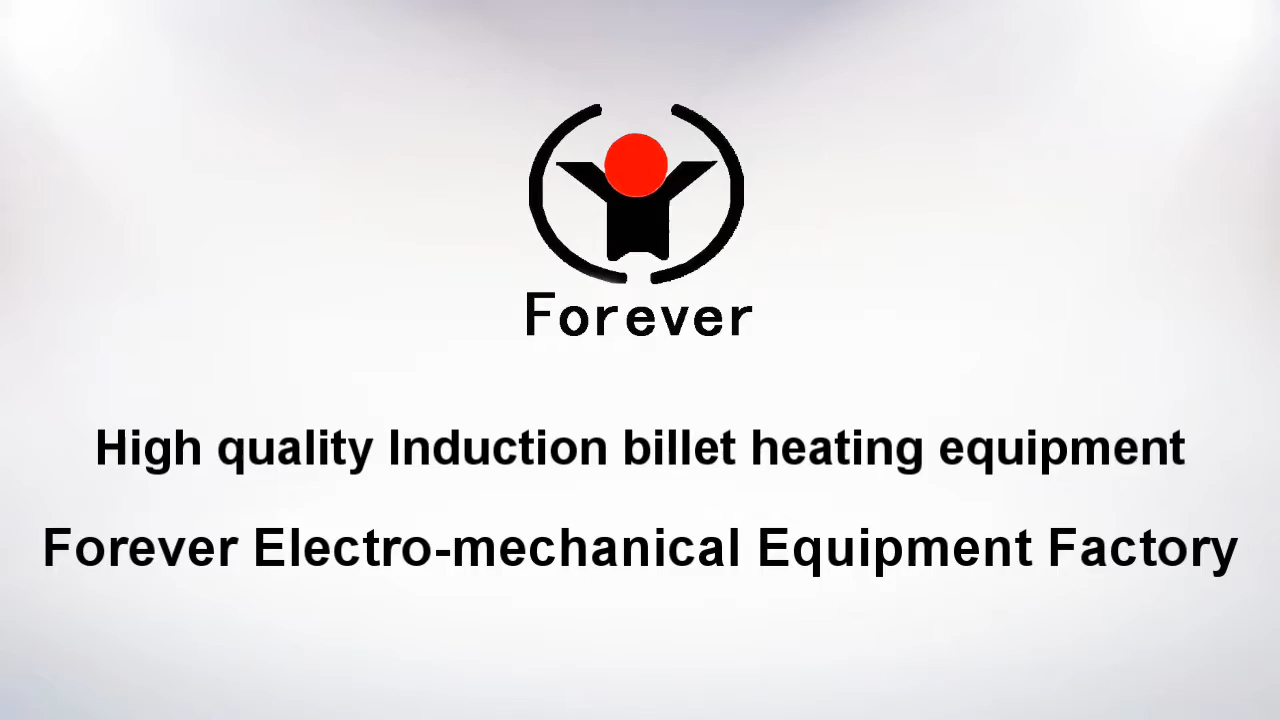 Forever
High quality Induction billet heating equipment
Forever Electro-mechanical Equipment Factory